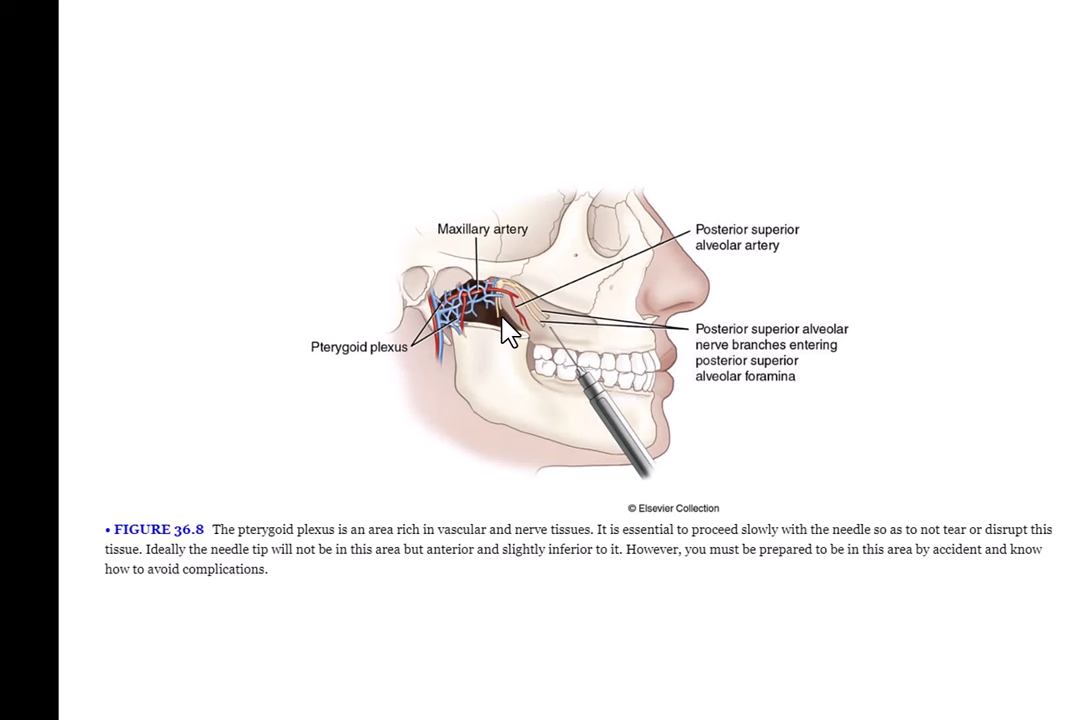 Maxillary artery
Posterior superior
alveolar artery
Pterygoid plexus
Posterior superior alveolar
nerve branches entering
posterior superior
alveolar foramina
© Elsevier Collection
• FIGURE 36.8 The pterygoid plexus is an area rich in vascular and nerve tissues. It is essential to proceed slowly with the needle so as to not tear or disrupt this
tissue. Ideally the needle tip will not be in this area but anterior and slightly inferior to it. However, you must be prepared to be in this area by accident and know
how to avoid complications.